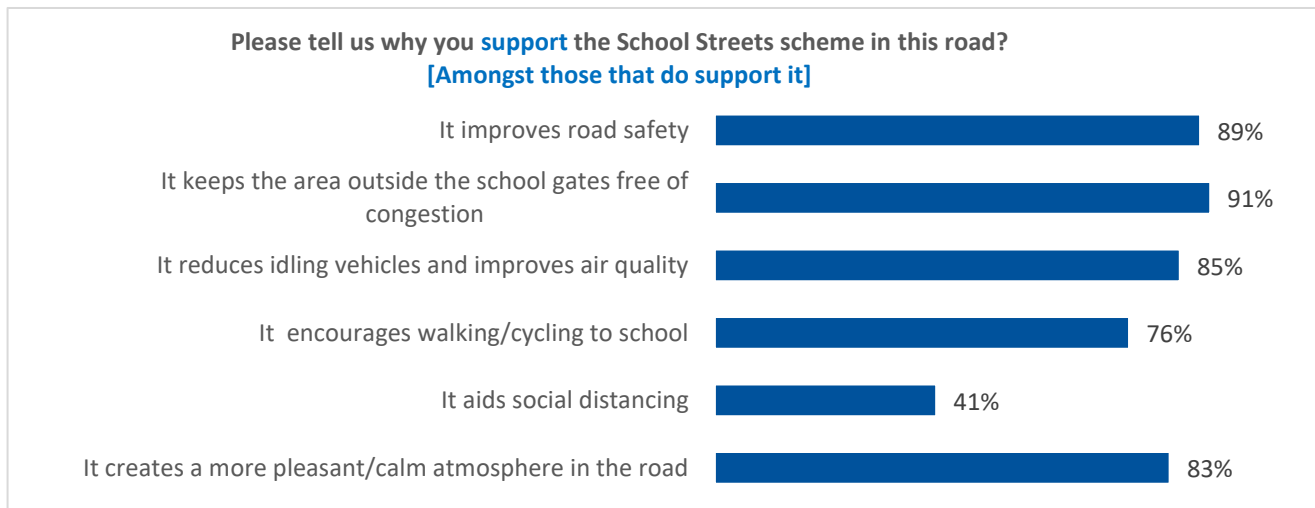 Please tell us why you support the School Streets scheme in this road?
[Amongst those that do support it]
It improves road safety
89%
It keeps the area outside the school gates free of
congestion
91%
It reduces idling vehicles and improves air quality
85%
It  encourages walking/cycling to school
76%
It aids social distancing
41%
It creates a more pleasant/calm atmosphere in the road
83%